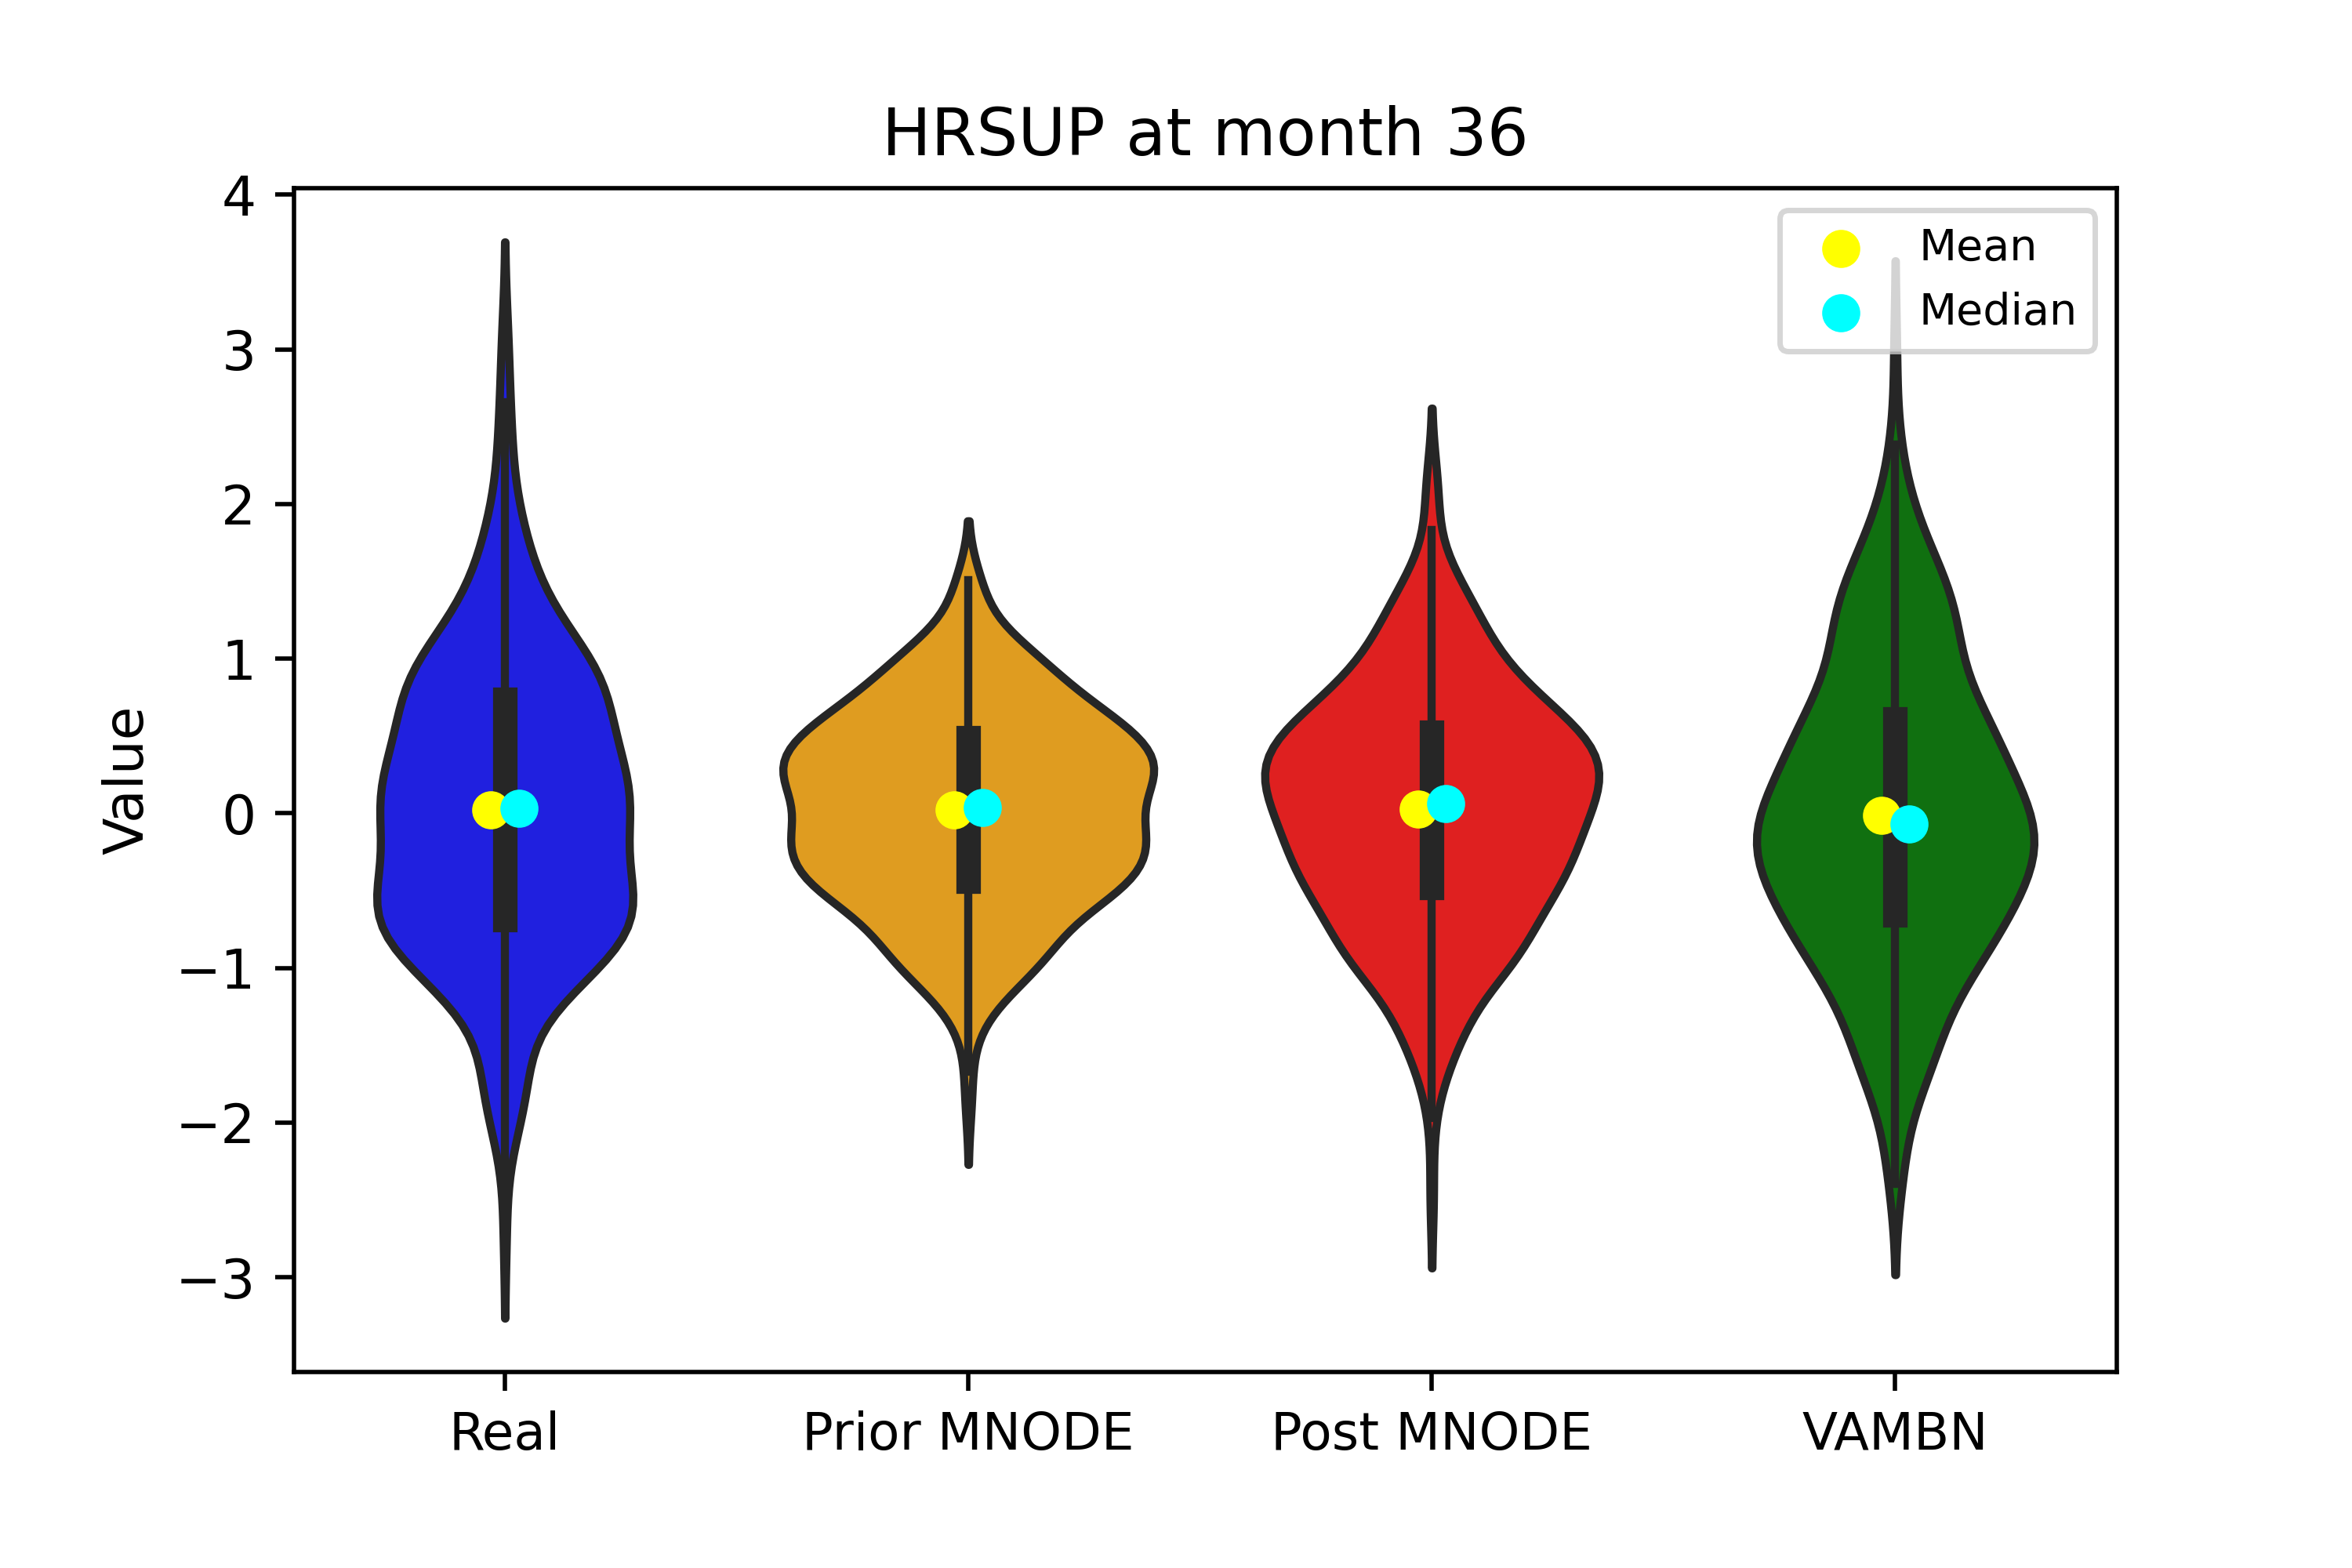 HRSUP at month 36
Mean
Median
Value
4
3
2
1
0
−1
−2
−3
Real
Prior MNODE
Post MNODE
VAMBN